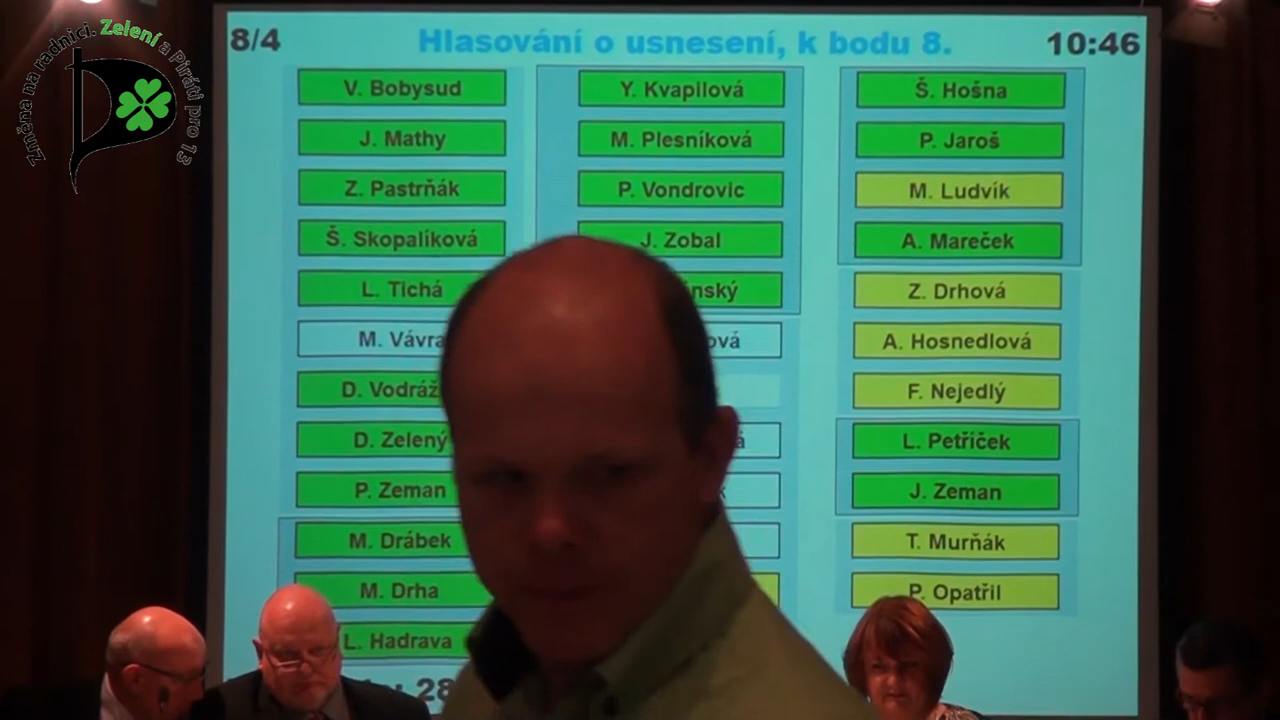 Změna na radnici. Zelení a Piráti pro 13
8/4 Hlasování o usnesení, k bodu 8. 10:46
V. Bobysud
J. Mathy
Z. Pastrňák
Š. Skopalíková
L. Tichá
M. Vávra
D. Zelený
P. Zeman
M. Drábek
M. Drha
L. Hadrava
28
Y. Kvapilová
M. Plesníková
P. Vondrovic
J. Zobal
Š. Hošna
P. Jaroš
M. Ludvík
A. Mareček
Z. Drhová
A. Hosnedlová
F. Nejedlý
L. Petříček
J. Zeman
T. Murňák
P. Opatřil